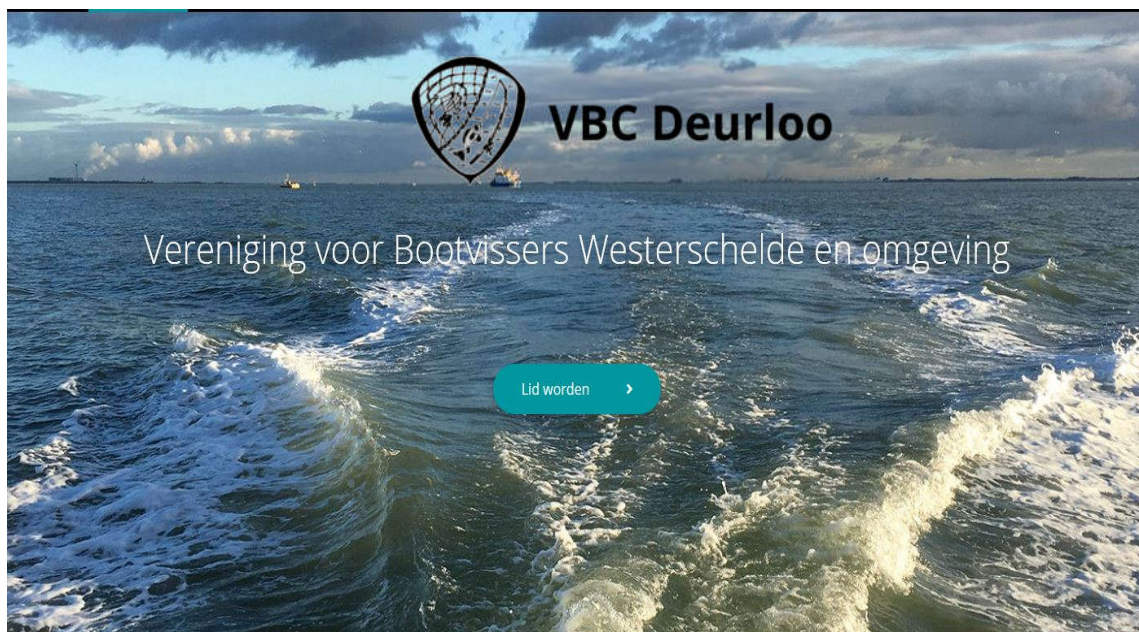 VBC Deurloo
Vereniging voor Bootvissers Westerschelde en omgeving
Lid worden